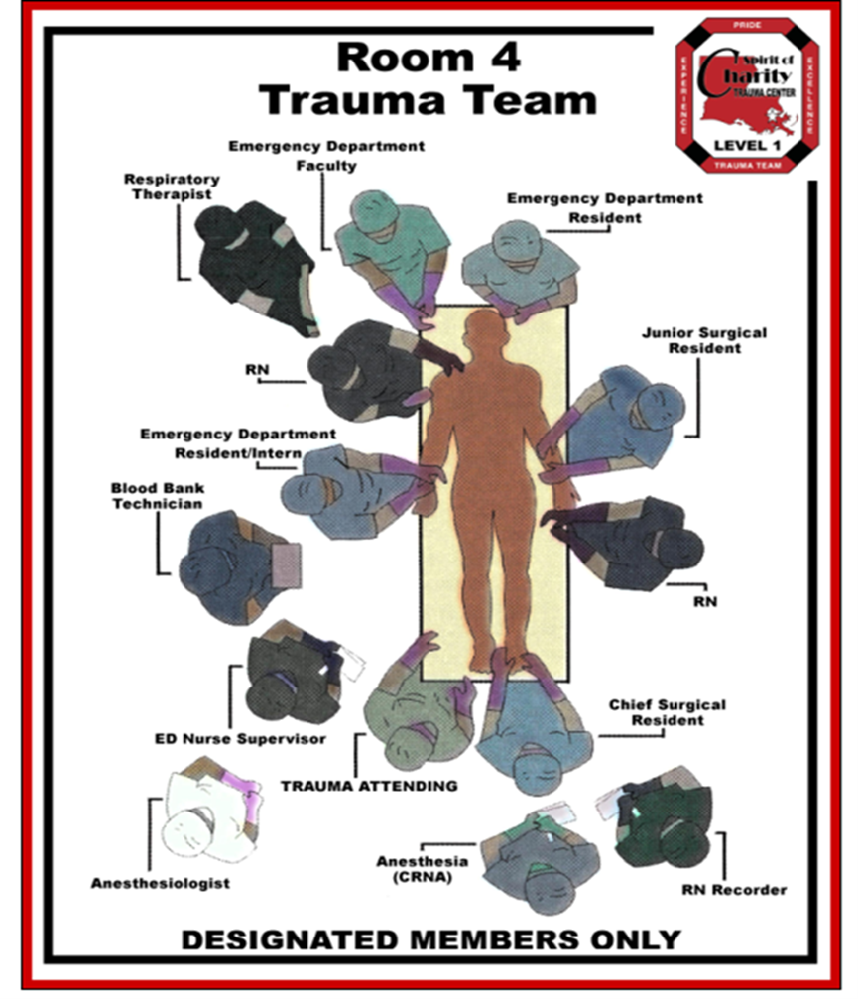 Room 4
Trauma Team
PRIDE
EXPERIENCE
EXCELLENCE
Spirit of
Charity
TRAUMA CENTER
LEVEL 1
TRAUMA TEAM
Emergency Department
Faculty
Respiratory
Therapist
Emergency Department
Resident
Junior Surgical
Resident
RN
Emergency Department
Resident/Intern
Blood Bank
Technician
RN
Chief Surgical
Resident
ED Nurse Supervisor
TRAUMA ATTENDING
Anesthesia
(CRNA)
Anesthesiologist
RN Recorder
DESIGNATED MEMBERS ONLY